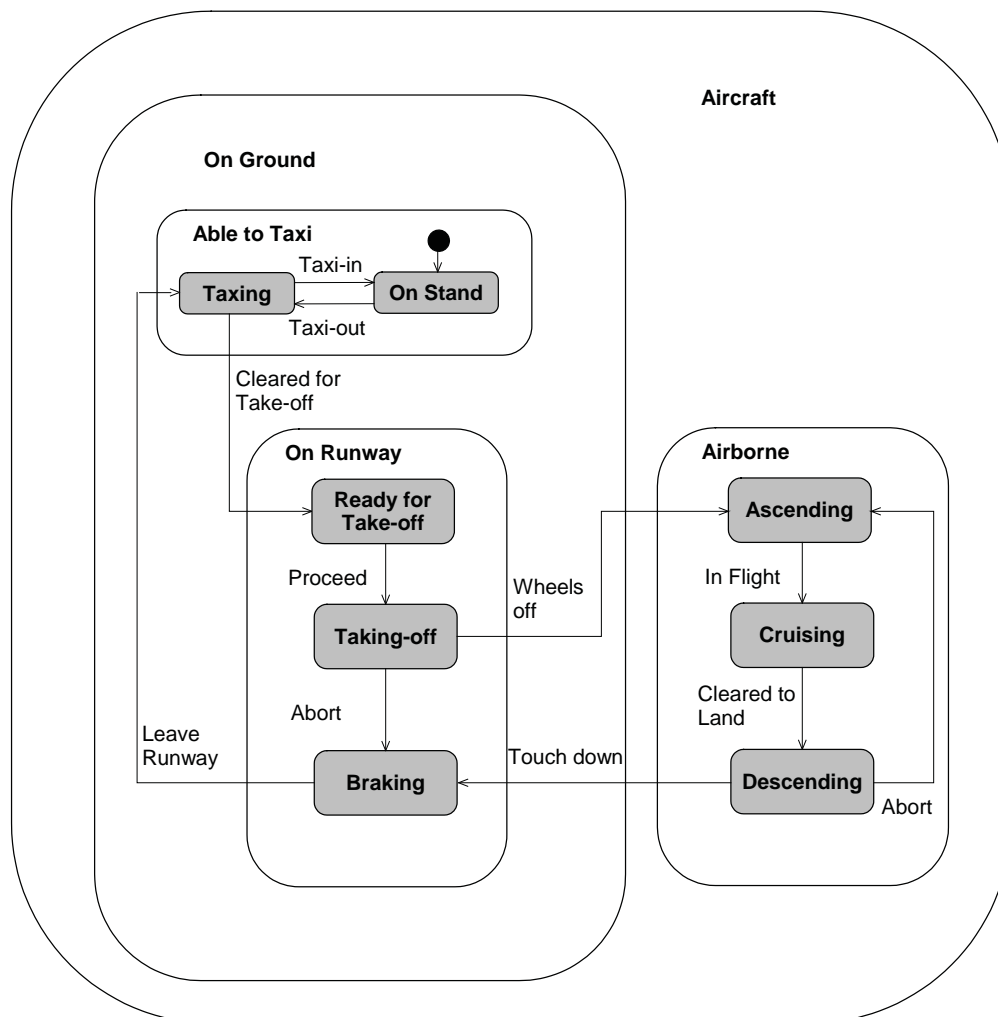 Aircraft
On Ground
Able to Taxi
Taxi-in
Taxing
On Stand
Taxi-out
Cleared for
Take-off
On Runway
Airborne
Ready for
Take-off
Ascending
Proceed
Wheels
off
In Flight
Taking-off
Cruising
Cleared to
Land
Abort
Leave
Runway
Touch down
Braking
Descending
Abort